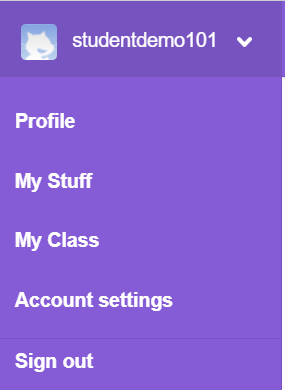 studentdemo101
Profile
My Stuff
My Class
Account settings
Sign out